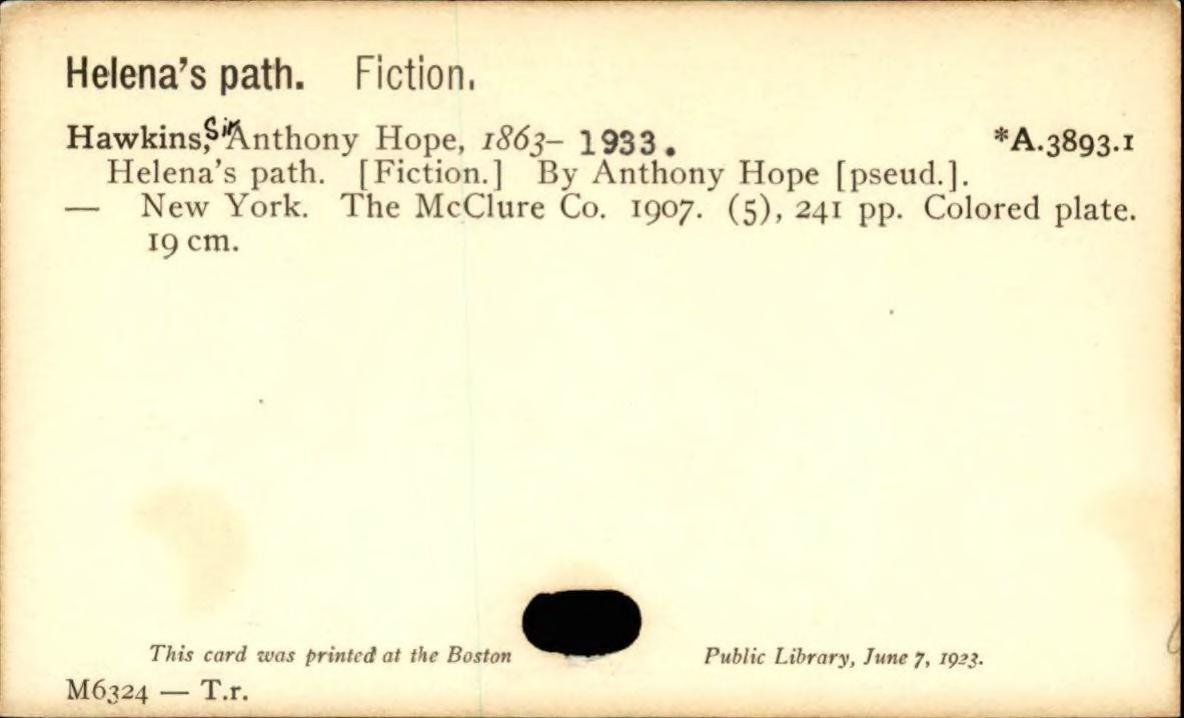 Helena's path. Fiction.
Hawkins, Sir Anthony Hope, 1863– 1933. *A.3893.1
Helena's path. [Fiction.] By Anthony Hope [pseud.].
— New York. The McClure Co. 1907. (5), 241 pp. Colored plate.
19 cm.
This card was printed at the Boston Public Library, June 7, 1923.
M6324 — T.r.